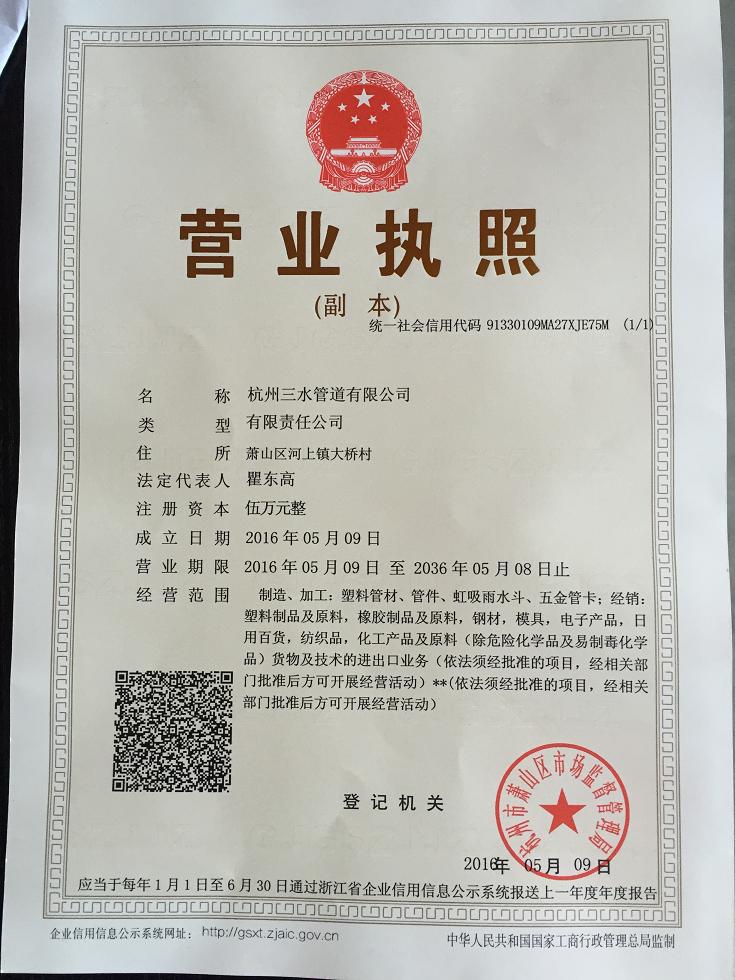 营业执照
(副 本)
统一社会信用代码 91330109MA27XJE75M (1/1)
名称 杭州三水管道有限公司
类型 有限责任公司
住所 萧山区河上镇大桥村
法定代表人 瞿东高
注册资本 伍万元整
成立日期 2016年05月09日
营业期限 2016年05月09日 至 2036年05月08日止
经营范围 制造、加工：塑料管材、管件、虹吸雨水斗、五金管卡；经销：
塑料制品及原料，橡胶制品及原料，钢材，模具，电子产品，日
用百货，纺织品，化工产品及原料（除危险化学品及易制毒化学
品）货物及技术的进出口业务（依法须经批准的项目，经相关部
门批准后方可开展经营活动）**(依法须经批准的项目，经相关
部门批准后方可开展经营活动）
登记机关
杭州市萧山区市场监督管理局
2016年 05月 09日
应当于每年1月1日至6月30日通过浙江省企业信用信息公示系统报送上一年度年度报告
企业信用信息公示系统网址： http://gsxt.zjaic.gov.cn
中华人民共和国国家工商行政管理总局监制